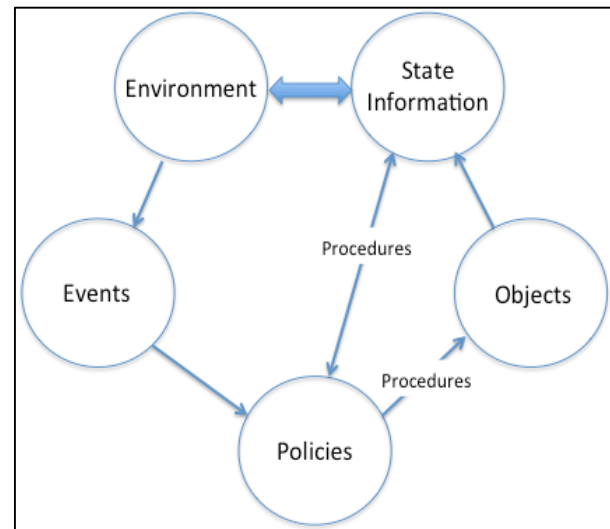 Environment
State
Information
Procedures
Events
Objects
Procedures
Policies